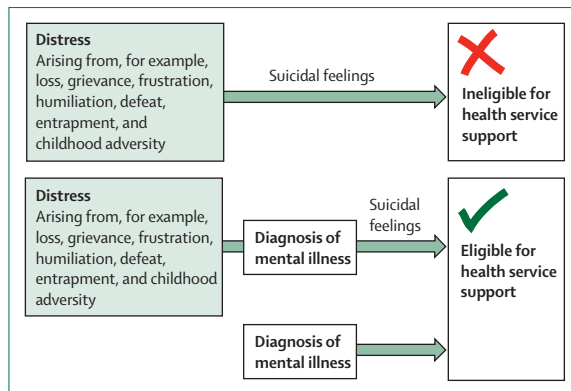 Distress
Arising from, for example,
loss, grievance, frustration,
humiliation, defeat,
entrapment, and
childhood adversity
Suicidal feelings
Ineligible for
health service
support
Distress
Arising from, for example,
loss, grievance, frustration,
humiliation, defeat,
entrapment, and childhood
adversity
Diagnosis of
mental illness
Suicidal
feelings
Eligible for
health service
support
Diagnosis of
mental illness